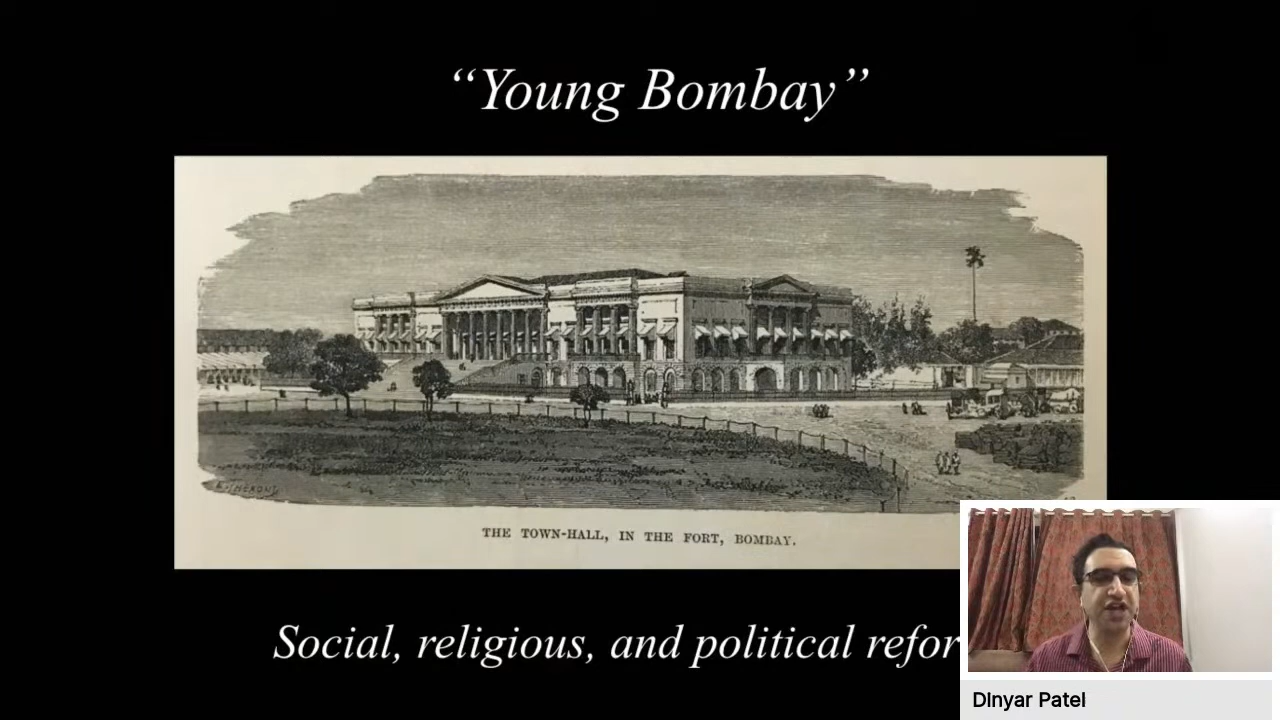 “Young Bombay”
THE TOWN-HALL, IN THE FORT, BOMBAY.
Social, religious, and political refor
Dinyar Patel